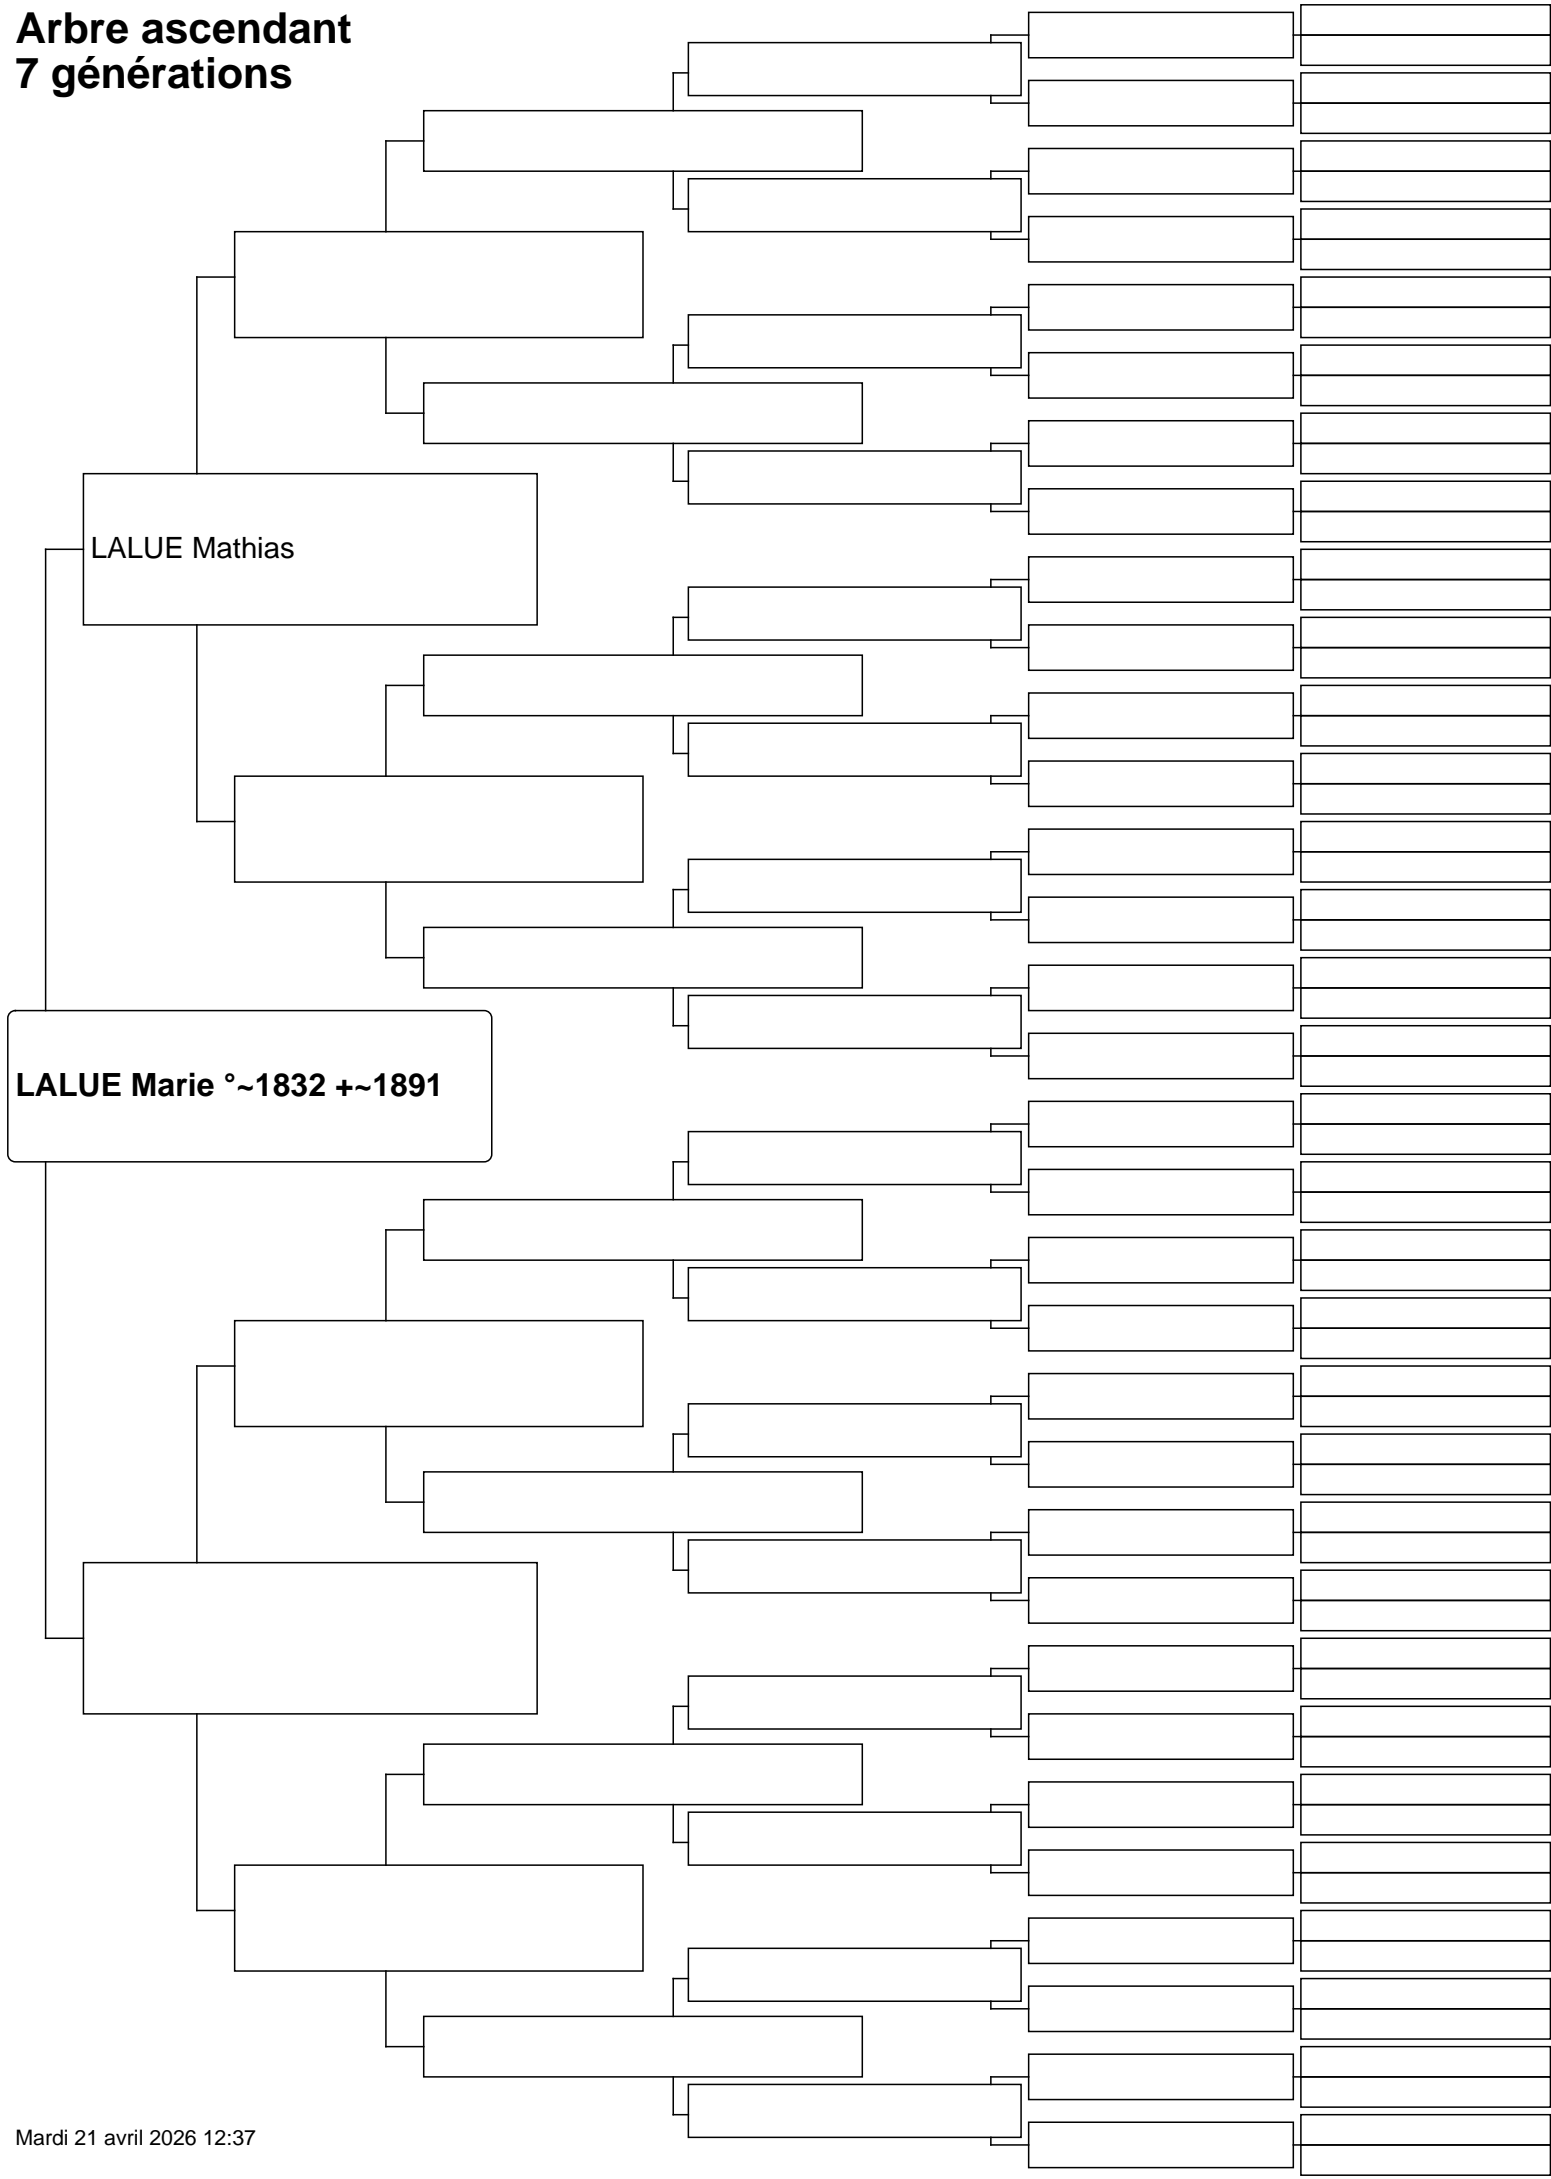 Arbre ascendant
7 générations
LALUE Mathias
LALUE Marie °~1832 +~1891
Mardi 21 avril 2026 12:37